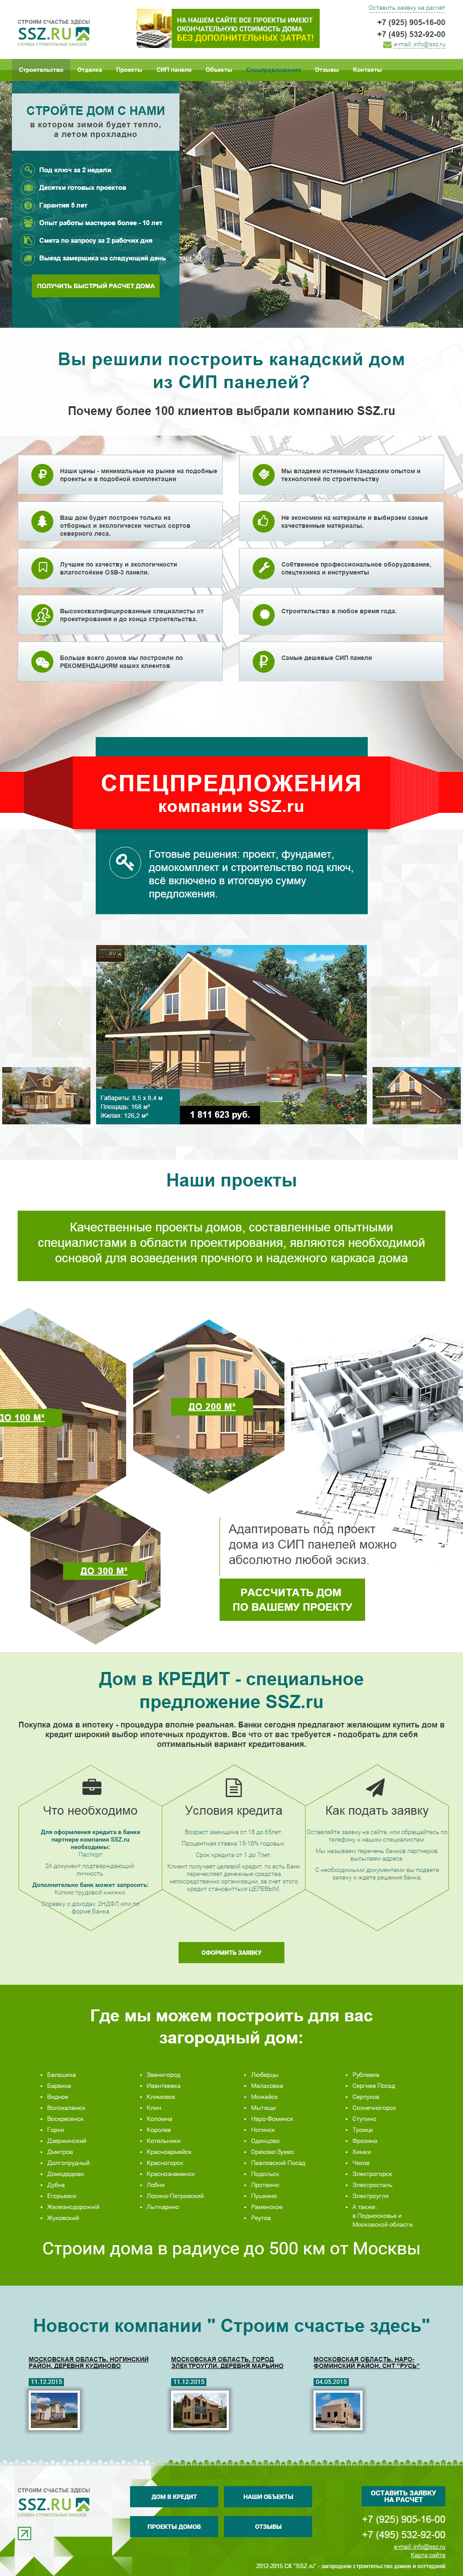 СТРОИМ СЧАСТЬЕ ЗДЕСЬ!
SSZ.RU
СЛУЖБА СТРОИТЕЛЬНЫХ ЗАКАЗОВ
НА НАШЕМ САЙТЕ ВСЕ ПРОЕКТЫ ИМЕЮТ
ОКОНЧАТЕЛЬНУЮ СТОИМОСТЬ ДОМА
БЕЗ ДОПОЛНИТЕЛЬНЫХ ЗАТРАТ!
Оставить заявку на расчет
+7 (925) 905-16-00
+7 (495) 532-92-00
e-mail: info@ssz.ru
Строительство Отделка Проекты СИП панели Объекты Спецпредложения Отзывы Контакты
СТРОЙТЕ ДОМ С НАМИ
в котором зимой будет тепло,
а летом прохладно
Под ключ за 2 недели
Десятки готовых проектов
Гарантия 5 лет
Опыт работы мастеров более - 10 лет
Смета по запросу за 2 рабочих дня
Выезд замерщика на следующий день
ПОЛУЧИТЬ БЫСТРЫЙ РАСЧЕТ ДОМА
Вы решили построить канадский дом
из СИП панелей?
Почему более 100 клиентов выбрали компанию SSZ.ru
Наши цены - минимальные на рынке на подобные
проекты и в подобной комплектации
Мы владеем истинным Канадским опытом и
технологией по строительству
Ваш дом будет построен только из
отборных и экологически чистых сортов
северного леса.
Не экономим на материале и выбираем самые
качественные материалы.
Лучшие по качеству и экологичности
влагостойкие OSB-3 панели.
Собтвенное профессиональное оборудование,
спецтехника и инструменты
Высококвалифицированные специалисты от
проектирования и до конца строительства.
Строительство в любое время года.
Больше всего домов мы построили по
РЕКОМЕНДАЦИЯМ наших клиентов
Самые дешевые СИП панели
СПЕЦПРЕДЛОЖЕНИЯ
компании SSZ.ru
Готовые решения: проект, фундамет,
домокомплект и строительство под ключ,
всё включено в итоговую сумму
предложения.
Габариты: 8,5 х 8,4 м
Площадь: 168 м²
Жилая: 126,2 м²
1 811 623 руб.
Наши проекты
Качественные проекты домов, составленные опытными
специалистами в области проектирования, являются необходимой
основой для возведения прочного и надежного каркаса дома
ДО 100 М²
ДО 200 М²
ДО 300 М²
Адаптировать под проект
дома из СИП панелей можно
абсолютно любой эскиз.
РАССЧИТАТЬ ДОМ
ПО ВАШЕМУ ПРОЕКТУ
Дом в КРЕДИТ - специальное
предложение SSZ.ru
Покупка дома в ипотеку - процедура вполне реальная. Банки сегодня предлагают желающим купить дом в
кредит широкий выбор ипотечных продуктов. Все что от вас требуется - подобрать для себя
оптимальный вариант кредитования.
Что необходимо
Для оформления кредита в банке
партнере компании SSZ.ru
необходимы:
Паспорт.
2й документ подтверждающий
личность.
Дополнительно банк может запросить:
Копию трудовой книжки.
Справку о доходах: 2НДФЛ или по
форме Банка
Условия кредита
Возраст заемщика от 18 до 65лет.
Процентная ставка 15-18% годовых.
Срок кредита от 1 до 7лет.
Клиент получает целевой кредит, то есть Банк
перечисляет денежные средства
непосредственно организации, за счет этого
кредит становитться ЦЕЛЕВЫМ.
Как подать заявку
Оставляйте заявку на сайте, или обращайтесь по
телефону к нашим специалистам.
Мы называем перечень банков партнеров,
высылаем адреса.
С необходимыми документами вы подаете
заявку и ждете решения банка.
ОФОРМИТЬ ЗАЯВКУ
Где мы можем построить для вас
загородный дом:
Балашиха
Барвиха
Видное
Волоколамск
Воскресенск
Горки
Дзержинский
Дмитров
Долгопрудный
Домодедово
Дубна
Егорьевск
Железнодорожный
Жуковский
Звенигород
Ивантеевка
Климовск
Клин
Коломна
Королев
Котельники
Красноармейск
Красногорск
Краснознаменск
Лобня
Лосино-Петровский
Лыткарино
Люберцы
Малаховка
Можайск
Мытищи
Наро-Фоминск
Ногинск
Одинцово
Орехово-Зуево
Павловский Посад
Подольск
Протвино
Пушкино
Раменское
Реутов
Рублевка
Сергиев Посад
Серпухов
Солнечногорск
Ступино
Троицк
Фрязино
Химки
Чехов
Электрогорск
Электросталь
Электроугли
А также :
в Подмосковье и
Московской области.
Строим дома в радиусе до 500 км от Москвы
Новости компании " Строим счастье здесь"
МОСКОВСКАЯ ОБЛАСТЬ, НОГИНСКИЙ
РАЙОН, ДЕРЕВНЯ КУДИНОВО
11.12.2015
МОСКОВСКАЯ ОБЛАСТЬ, ГОРОД
ЭЛЕКТРОУГЛИ, ДЕРЕВНЯ МАРЬИНО
11.12.2015
МОСКОВСКАЯ ОБЛАСТЬ, НАРО-
ФОМИНСКИЙ РАЙОН, СНТ "РУСЬ"
04.05.2015
СТРОИМ СЧАСТЬЕ ЗДЕСЬ!
SSZ.RU
СЛУЖБА СТРОИТЕЛЬНЫХ ЗАКАЗОВ
ДОМ В КРЕДИТ
НАШИ ОБЪЕКТЫ
ПРОЕКТЫ ДОМОВ
ОТЗЫВЫ
ОСТАВИТЬ ЗАЯВКУ
НА РАСЧЕТ
+7 (925) 905-16-00
+7 (495) 532-92-00
e-mail: info@ssz.ru
Карта сайта
2012-2015 СК "SSZ.ru" - загородное строительство домов и коттеджей